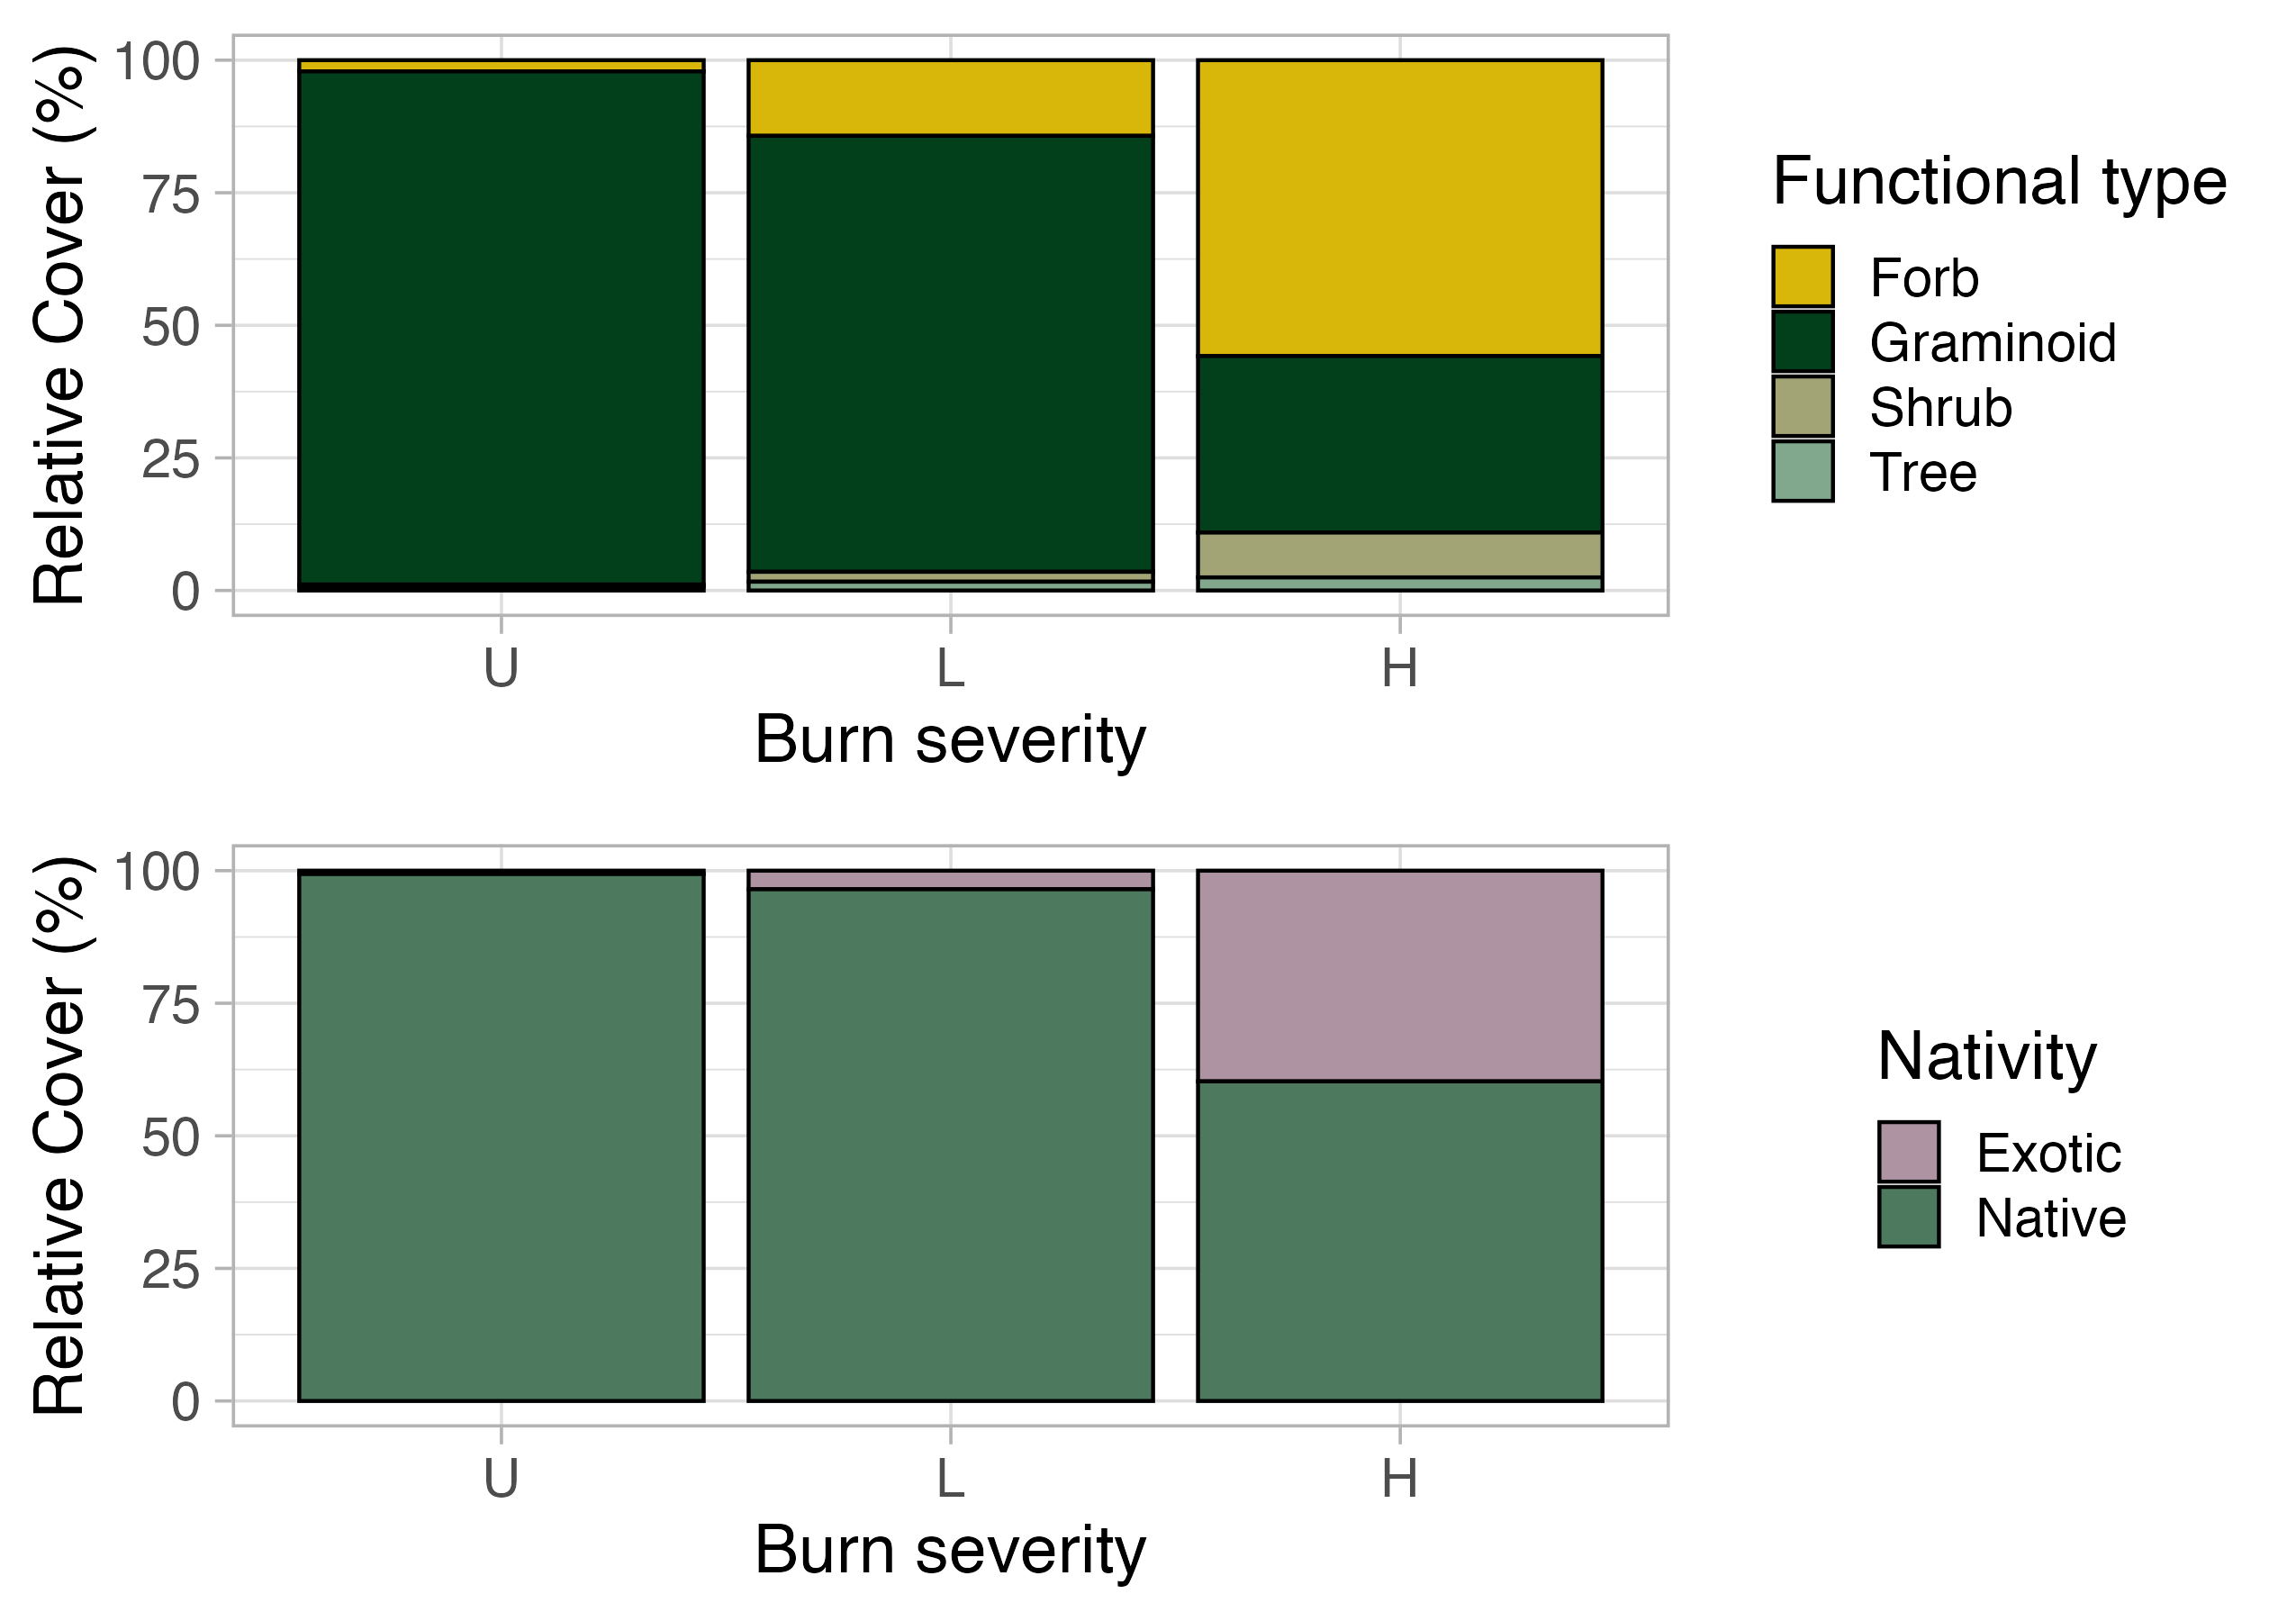 Relative Cover (%)
100
75
50
25
0
U
L
H
Burn severity
Functional type
Forb
Graminoid
Shrub
Tree
Relative Cover (%)
100
75
50
25
0
U
L
H
Burn severity
Nativity
Exotic
Native